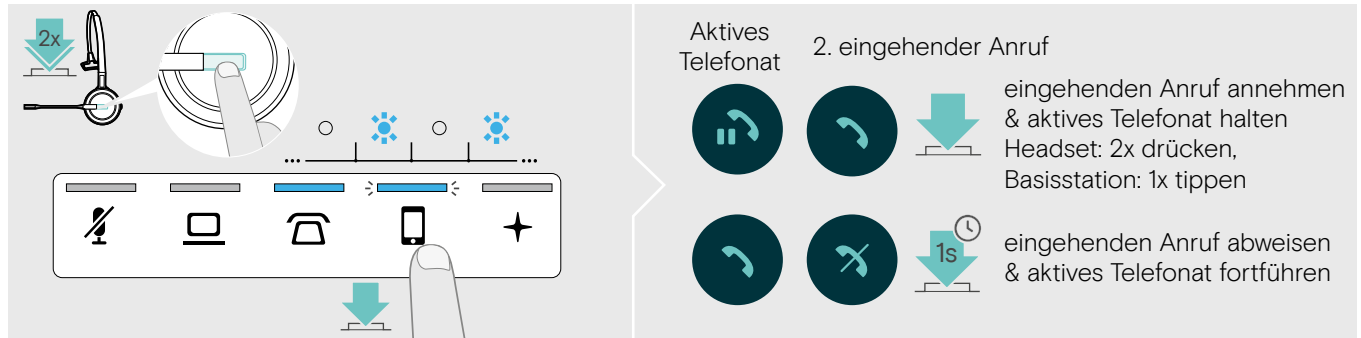 2x
Aktives
Telefonat
2. eingehender Anruf
eingehenden Anruf annehmen
& aktives Telefonat halten
Headset: 2x drücken,
Basisstation: 1x tippen
1s
eingehenden Anruf abweisen
& aktives Telefonat fortführen